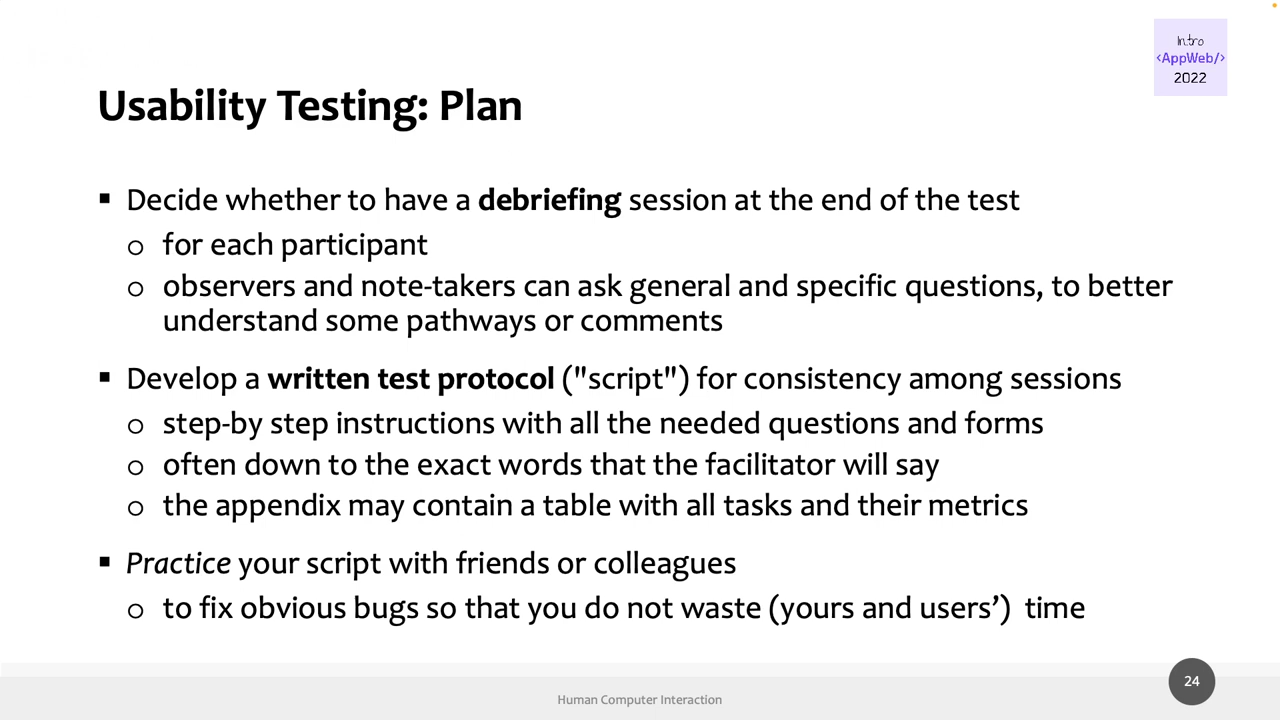 Intro
<AppWeb/>
2022
Usability Testing: Plan
▪ Decide whether to have a debriefing session at the end of the test
o for each participant
o observers and note-takers can ask general and specific questions, to better
understand some pathways or comments
▪ Develop a written test protocol ("script") for consistency among sessions
o step-by step instructions with all the needed questions and forms
o often down to the exact words that the facilitator will say
o the appendix may contain a table with all tasks and their metrics
▪ Practice your script with friends or colleagues
o to fix obvious bugs so that you do not waste (yours and users’) time
Human Computer Interaction
24